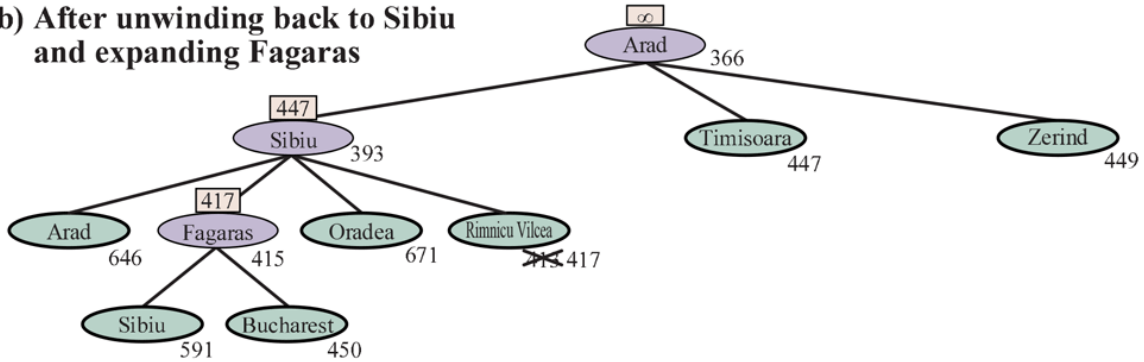 b) After unwinding back to Sibiu
and expanding Fagaras
∞
Arad
366
447
Sibiu
393
Timisoara
447
Zerind
449
417
Arad
646
Fagaras
415
Oradea
671
Rimnicu Vilcea
413 417
Sibiu
591
Bucharest
450